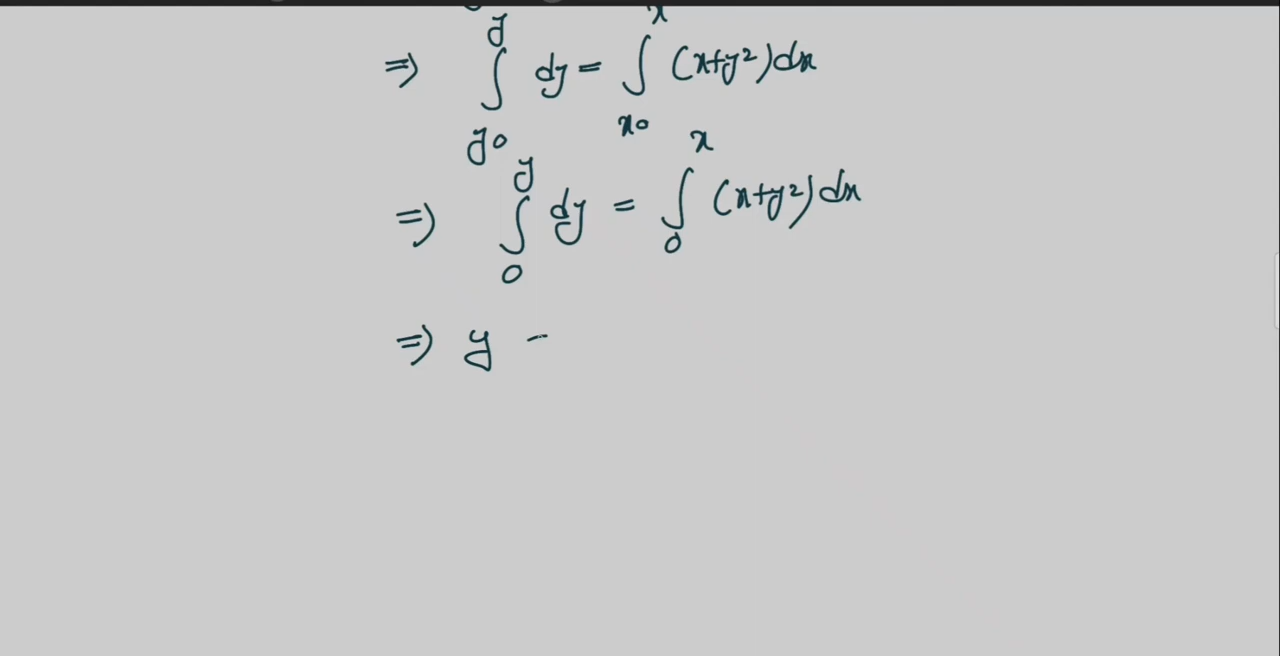 ⇒ ∫_{y0}^{y} dy = ∫_{x0}^{x} (x+y²)dx
⇒ ∫_{0}^{y} dy = ∫_{0}^{x} (x+y²)dx
⇒ y -